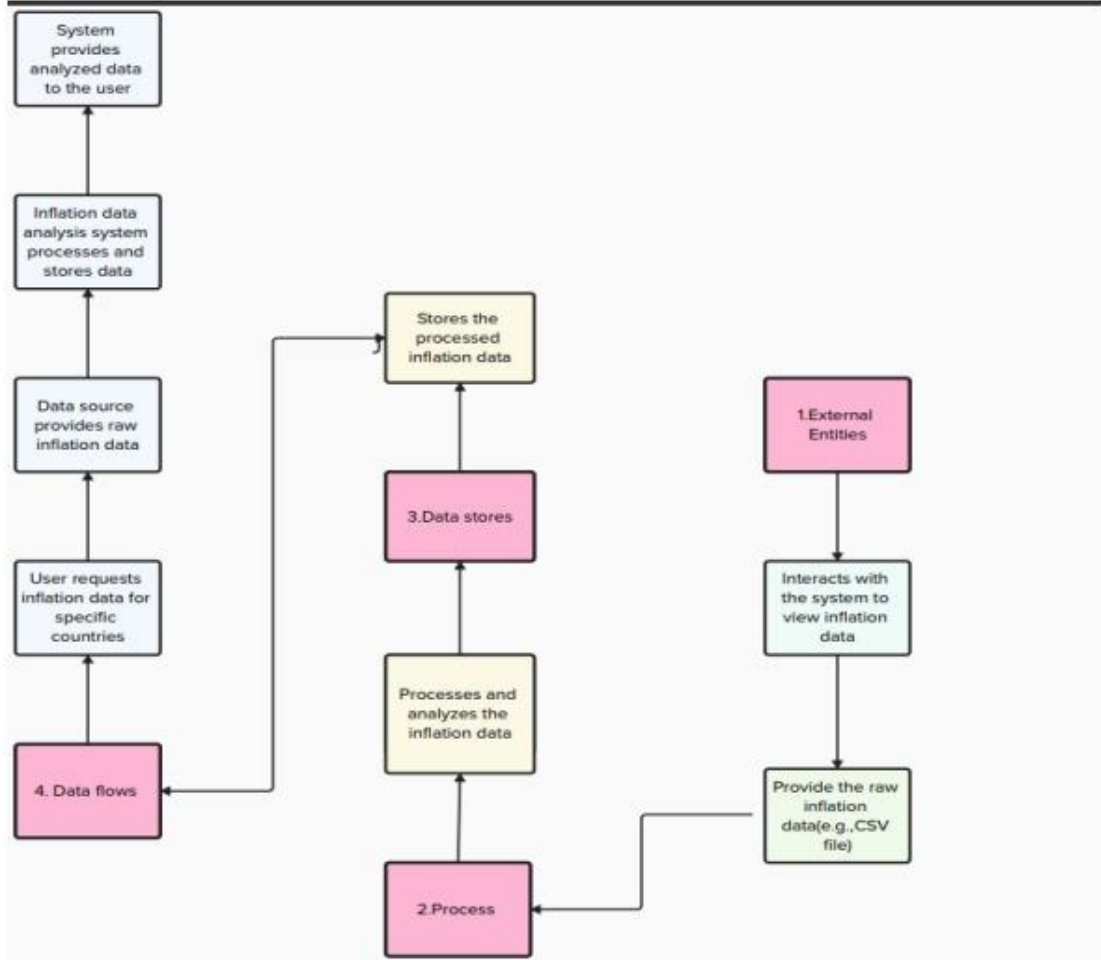 System
provides
analyzed data
to the user
Inflation data
analysis system
processes and
stores data
Data source
provides raw
inflation data
User requests
inflation data for
specific
countries
4. Data flows
Stores the
processed
inflation data
3.Data stores
Processes and
analyzes the
inflation data
2.Process
1.External
Entities
Interacts with
the system to
view inflation
data
Provide the raw
inflation
data(e.g.,CSV
file)